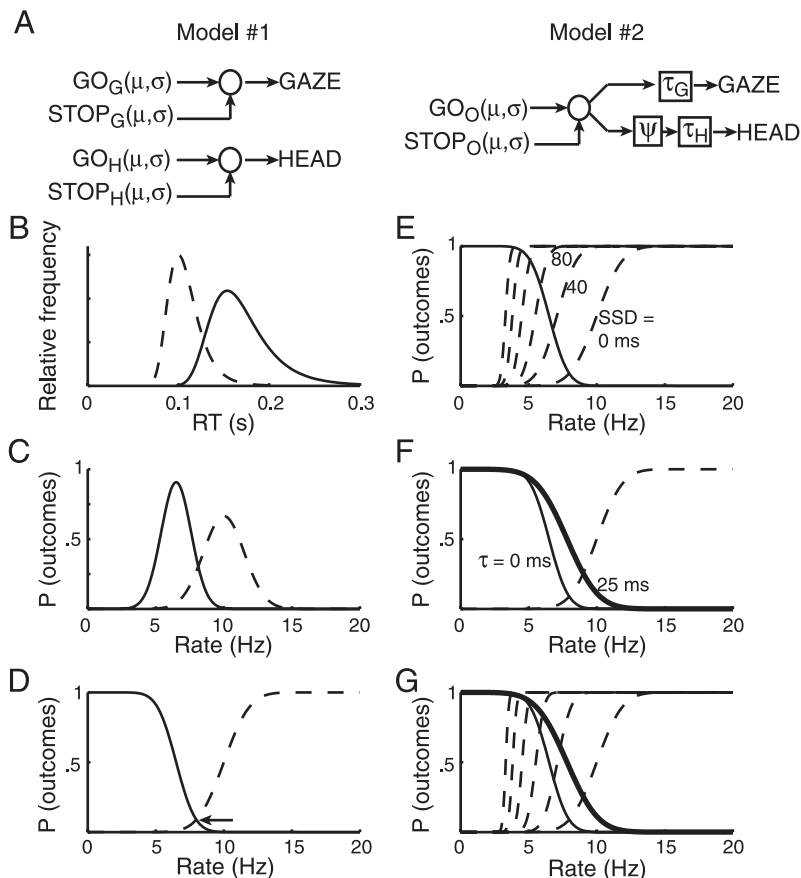 A
Model #1
Model #2
GO_G(μ,σ)
GAZE
STOP_G(μ,σ)
GO_H(μ,σ)
HEAD
STOP_H(μ,σ)
GO_O(μ,σ)
STOP_O(μ,σ)
τ_G
GAZE
ψ
τ_H
HEAD
B
Relative frequency
0
0.1
0.2
0.3
RT (s)
C
P (outcomes)
1
.5
0
5
10
15
20
Rate (Hz)
D
P (outcomes)
1
.5
0
5
10
15
20
Rate (Hz)
E
P (outcomes)
1
.5
80
40
SSD =
0 ms
0
5
10
15
20
Rate (Hz)
F
P (outcomes)
1
.5
τ = 0 ms
25 ms
0
5
10
15
20
Rate (Hz)
G
P (outcomes)
1
.5
0
5
10
15
20
Rate (Hz)